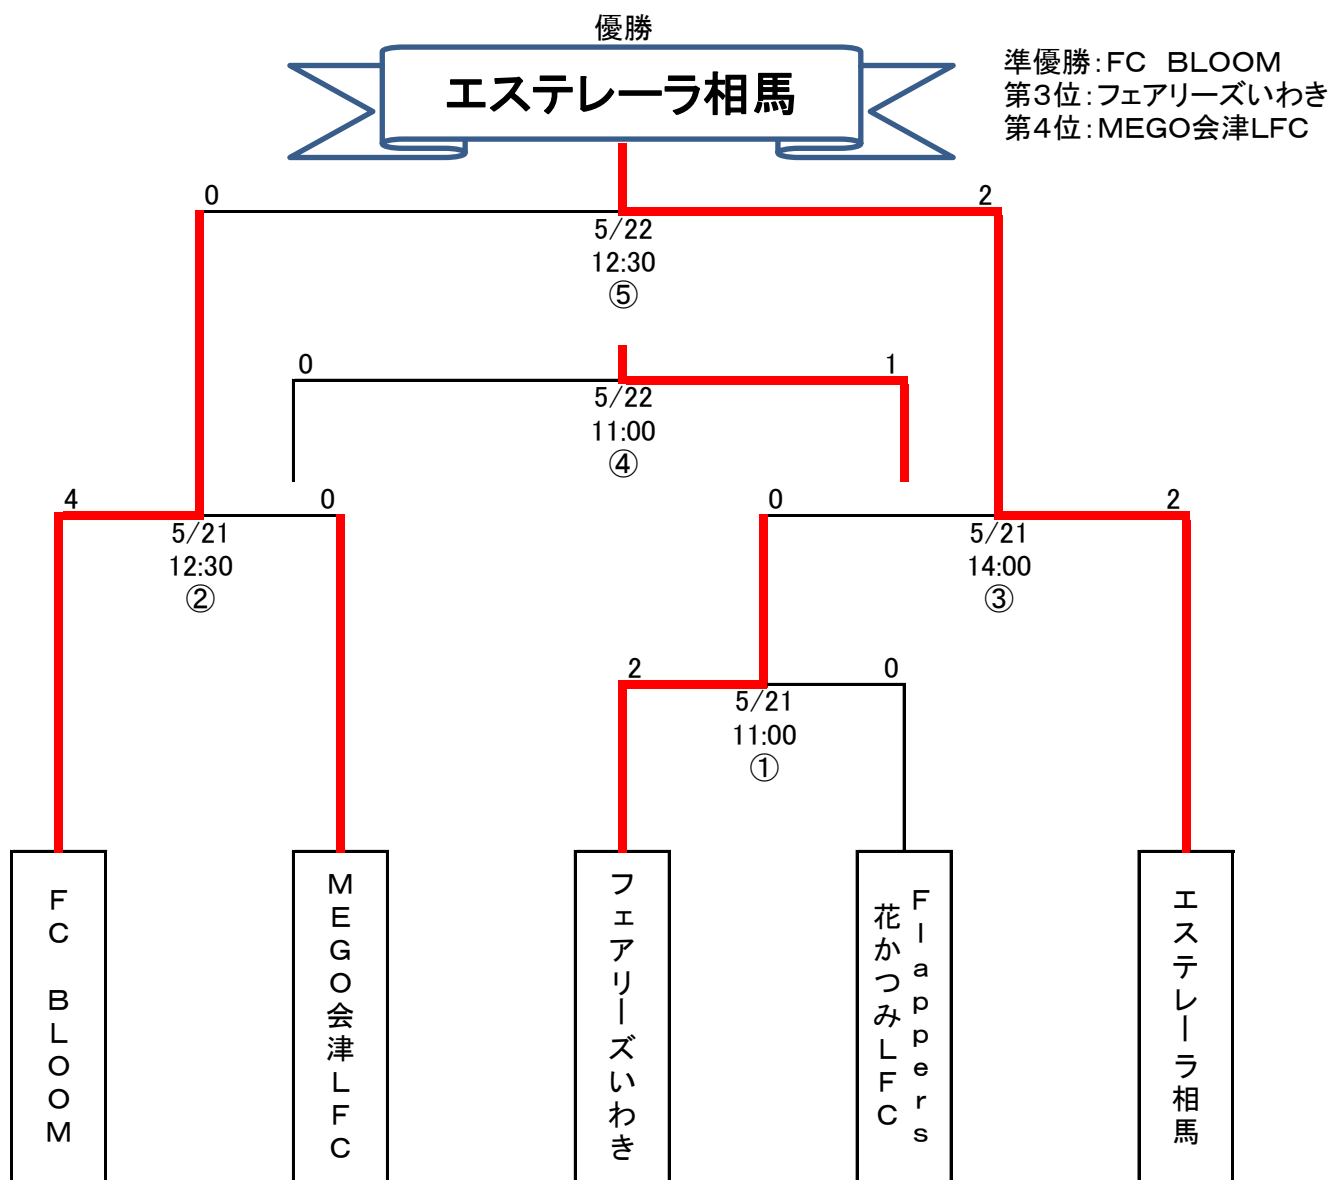 優勝
エステレーラ相馬
準優勝：ＦＣ　ＢＬＯＯＭ
第３位：フェアリーズいわき
第４位：ＭＥＧＯ会津ＬＦＣ
0
2
5/22
12:30
⑤
0
1
5/22
11:00
④
4
0
5/21
12:30
②
0
2
5/21
14:00
③
2
0
5/21
11:00
①
ＦＣ　ＢＬＯＯＭ
ＭＥＧＯ会津ＬＦＣ
フェアリーズいわき
Ｆｌａｐｐｅｒｓ
花かつみＬＦＣ
エステレーラ相馬